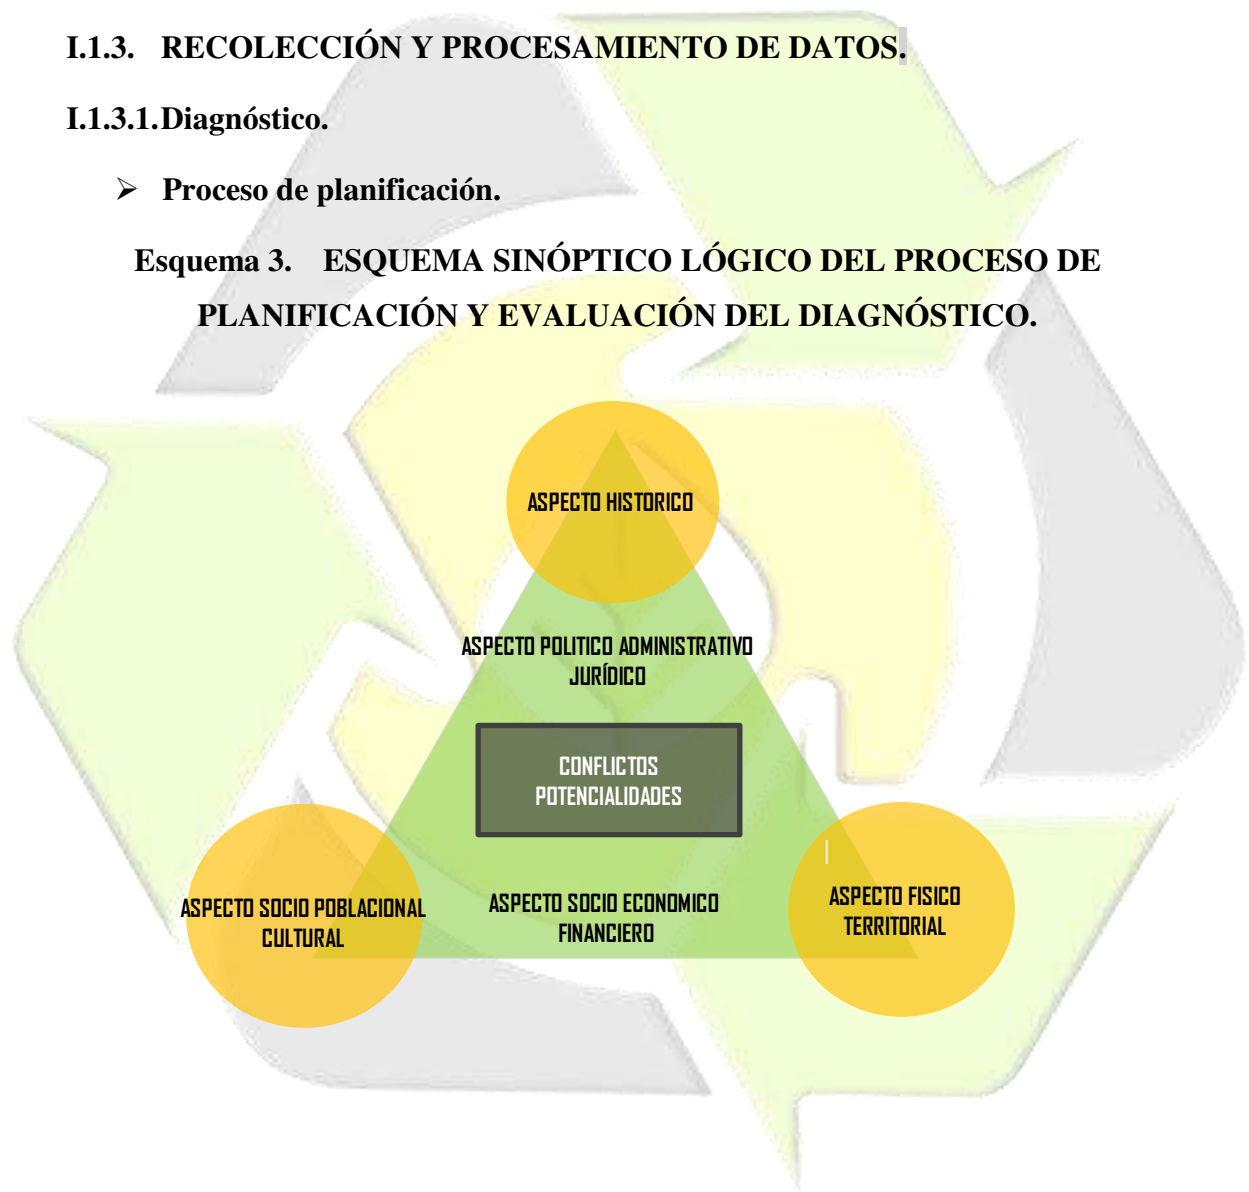 I.1.3. RECOLECCIÓN Y PROCESAMIENTO DE DATOS.
I.1.3.1.Diagnóstico.
➢ Proceso de planificación.
Esquema 3. ESQUEMA SINÓPTICO LÓGICO DEL PROCESO DE
PLANIFICACIÓN Y EVALUACIÓN DEL DIAGNÓSTICO.
ASPECTO HISTORICO
ASPECTO POLITICO ADMINISTRATIVO
JURÍDICO
CONFLICTOS
POTENCIALIDADES
ASPECTO SOCIO POBLACIONAL
CULTURAL
ASPECTO SOCIO ECONOMICO
FINANCIERO
ASPECTO FISICO
TERRITORIAL